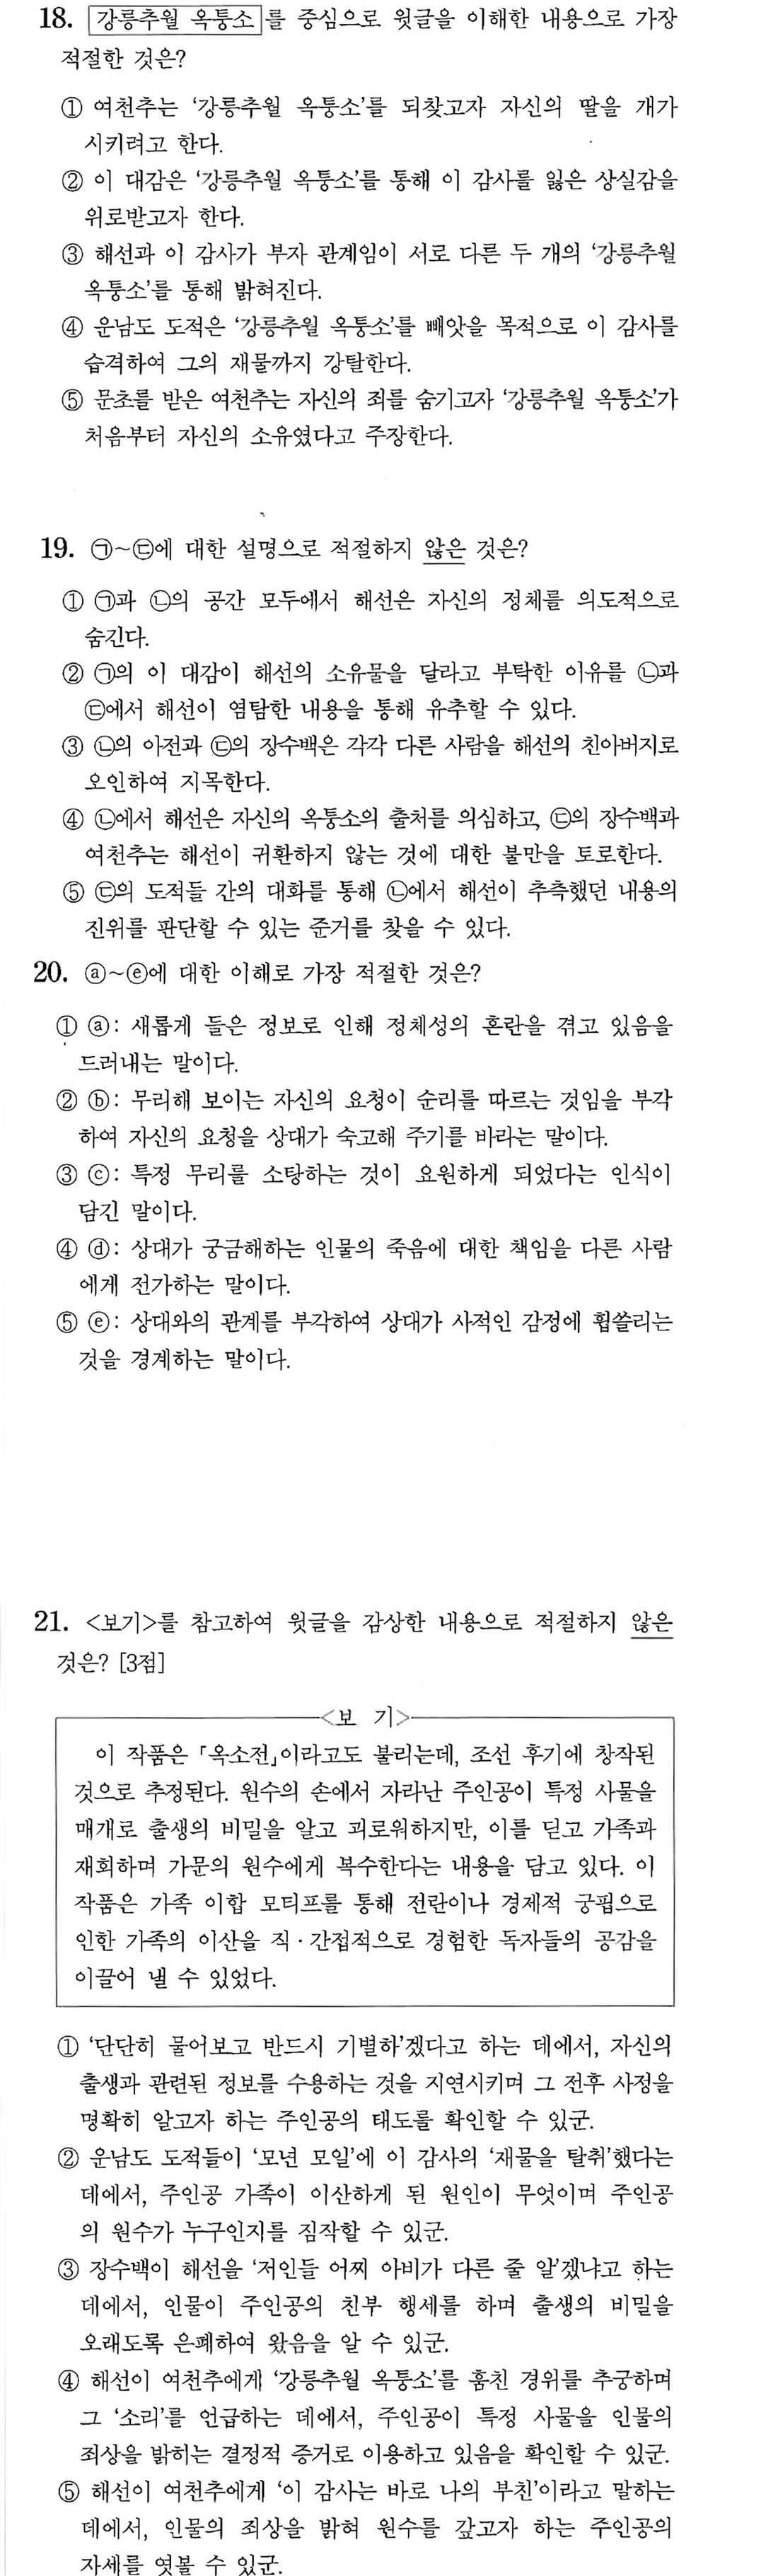 18. 강릉추월 옥퉁소를 중심으로 윗글을 이해한 내용으로 가장
적절한 것은?
① 여천추는 ‘강릉추월 옥퉁소’를 되찾고자 자신의 딸을 개가
시키려고 한다.
② 이 대감은 ‘강릉추월 옥퉁소’를 통해 이 감사를 잃은 상실감을
위로받고자 한다.
③ 해선과 이 감사가 부자 관계임이 서로 다른 두 개의 ‘강릉추월
옥퉁소’를 통해 밝혀진다.
④ 운남도 도적은 ‘강릉추월 옥퉁소’를 빼앗을 목적으로 이 감사를
습격하여 그의 재물까지 강탈한다.
⑤ 문초를 받은 여천추는 자신의 죄를 숨기고자 ‘강릉추월 옥퉁소’가
처음부터 자신의 소유였다고 주장한다.
19. ㉠~㉢에 대한 설명으로 적절하지 않은 것은?
① ㉠과 ㉡의 공간 모두에서 해선은 자신의 정체를 의도적으로
숨긴다.
② ㉠의 이 대감이 해선의 소유물을 달라고 부탁한 이유를 ㉡과
㉢에서 해선이 염탐한 내용을 통해 유추할 수 있다.
③ ㉡의 아전과 ㉢의 장수백은 각각 다른 사람을 해선의 친아버지로
오인하여 지목한다.
④ ㉡에서 해선은 자신의 옥퉁소의 출처를 의심하고, ㉢의 장수백과
여천추는 해선이 귀환하지 않는 것에 대한 불만을 토로한다.
⑤ ㉢의 도적들 간의 대화를 통해 ㉡에서 해선이 추측했던 내용의
진위를 판단할 수 있는 준거를 찾을 수 있다.
20. ⓐ~ⓔ에 대한 이해로 가장 적절한 것은?
① ⓐ: 새롭게 들은 정보로 인해 정체성의 혼란을 겪고 있음을
드러내는 말이다.
② ⓑ: 무리해 보이는 자신의 요청이 순리를 따르는 것임을 부각
하여 자신의 요청을 상대가 숙고해 주기를 바라는 말이다.
③ ⓒ: 특정 무리를 소탕하는 것이 요원하게 되었다는 인식이
담긴 말이다.
④ ⓓ: 상대가 궁금해하는 인물의 죽음에 대한 책임을 다른 사람
에게 전가하는 말이다.
⑤ ⓔ: 상대와의 관계를 부각하여 상대가 사적인 감정에 휩쓸리는
것을 경계하는 말이다.
21. <보기>를 참고하여 윗글을 감상한 내용으로 적절하지 않은
것은? [3점]
<보 기>
이 작품은 「옥소전」이라고도 불리는데, 조선 후기에 창작된
것으로 추정된다. 원수의 손에서 자라난 주인공이 특정 사물을
매개로 출생의 비밀을 알고 괴로워하지만, 이를 딛고 가족과
재회하며 가문의 원수에게 복수한다는 내용을 담고 있다. 이
작품은 가족 이합 모티프를 통해 전란이나 경제적 궁핍으로
인한 가족의 이산을 직·간접적으로 경험한 독자들의 공감을
이끌어 낼 수 있었다.
① ‘단단히 물어보고 반드시 기별하’겠다고 하는 데에서, 자신의
출생과 관련된 정보를 수용하는 것을 지연시키며 그 전후 사정을
명확히 알고자 하는 주인공의 태도를 확인할 수 있군.
② 운남도 도적들이 ‘모년 모일’에 이 감사의 ‘재물을 탈취’했다는
데에서, 주인공 가족이 이산하게 된 원인이 무엇이며 주인공
의 원수가 누구인지를 짐작할 수 있군.
③ 장수백이 해선을 ‘저인들 어찌 아비가 다른 줄 알’겠냐고 하는
데에서, 인물이 주인공의 친부 행세를 하며 출생의 비밀을
오래도록 은폐하여 왔음을 알 수 있군.
④ 해선이 여천추에게 ‘강릉추월 옥퉁소’를 훔친 경위를 추궁하며
그 ‘소리’를 언급하는 데에서, 주인공이 특정 사물을 인물의
죄상을 밝히는 결정적 증거로 이용하고 있음을 확인할 수 있군.
⑤ 해선이 여천추에게 ‘이 감사는 바로 나의 부친’이라고 말하는
데에서, 인물의 죄상을 밝혀 원수를 갚고자 하는 주인공의
자세를 엿볼 수 있군.